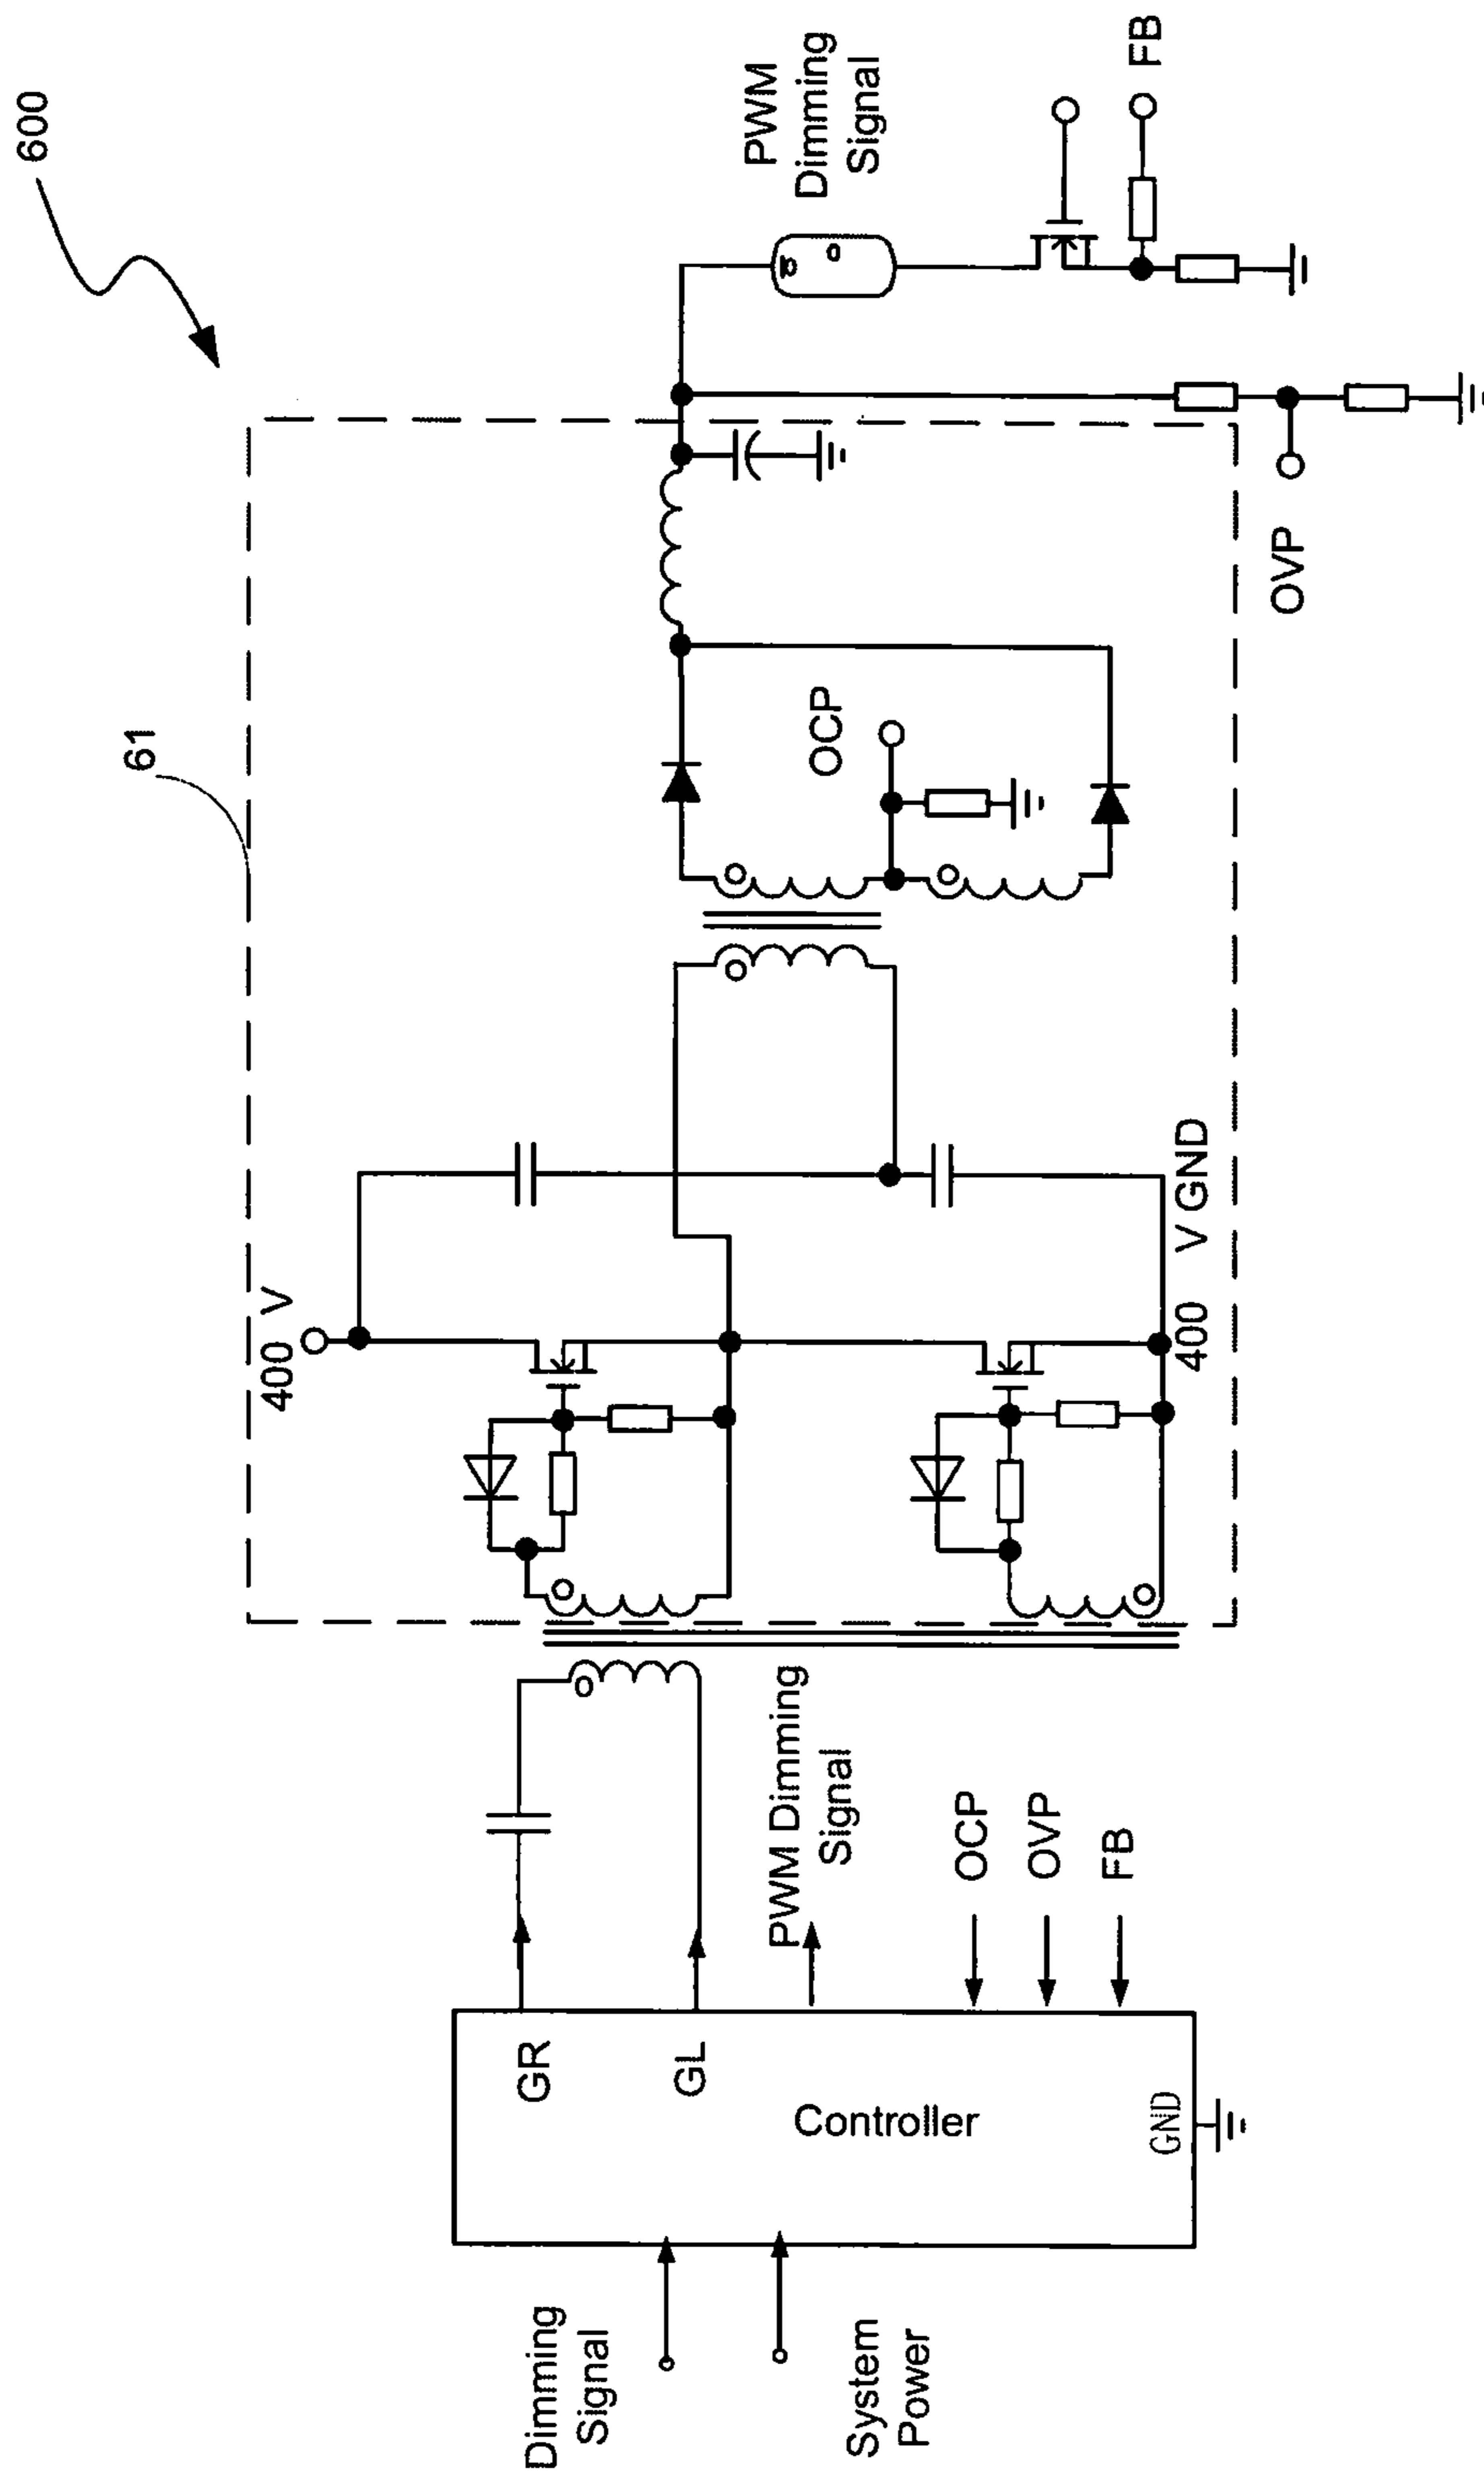 600
61
400 V
400 V GND
OCP
OVP
PWM
Dimming
Signal
FB
GR
GL
Controller
GND
PWM Dimming
Signal
OCP
OVP
FB
Dimming
Signal
System
Power